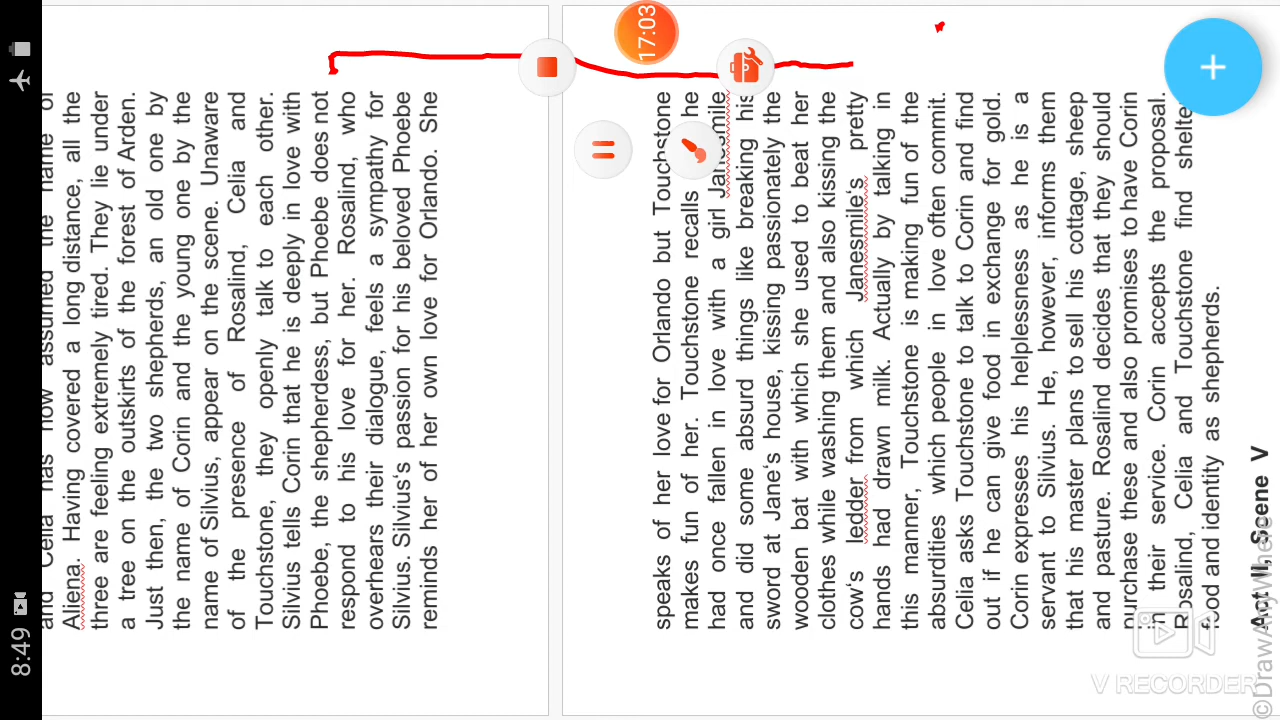 8:49
17:03
and Celia has now assumed the name of
Aliena. Having covered a long distance, all the
three are feeling extremely tired. They lie under
a tree on the outskirts of the forest of Arden.
Just then, the two shepherds, an old one by
the name of Corin and the young one by the
name of Silvius, appear on the scene. Unaware
of the presence of Rosalind, Celia and
Touchstone, they openly talk to each other.
Silvius tells Corin that he is deeply in love with
Phoebe, the shepherdess, but Phoebe does not
respond to his love for her. Rosalind, who
overhears their dialogue, feels a sympathy for
Silvius. Silvius‘s passion for his beloved Phoebe
reminds her of her own love for Orlando. She
speaks of her love for Orlando but Touchstone
makes fun of her. Touchstone recalls he
had once fallen in love with a girl Janesmile
and did some absurd things like breaking his
sword at Jane‘s house, kissing passionately the
wooden bat with which she used to beat her
clothes while washing them and also kissing the
cow‘s ledder from which Janesmile‘s pretty
hands had drawn milk. Actually by talking in
this manner, Touchstone is making fun of the
absurdities which people in love often commit.
Celia asks Touchstone to talk to Corin and find
out if he can give food in exchange for gold.
Corin expresses his helplessness as he is a
servant to Silvius. He, however, informs them
that his master plans to sell his cottage, sheep
and pasture. Rosalind decides that they should
purchase these and also promises to have Corin
in their service. Corin accepts the proposal.
Rosalind, Celia and Touchstone find shelter
food and identity as shepherds.
Act II, Scene V
V RECORDER
©DrawAnyWhere